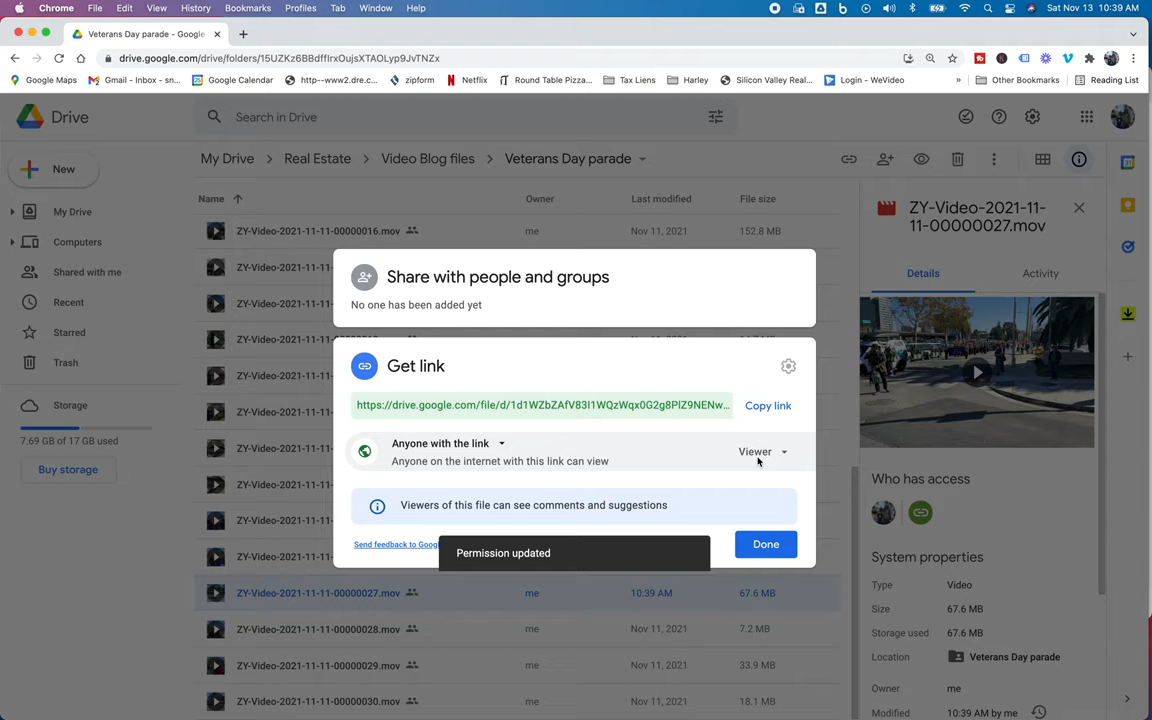 Chrome File Edit View History Bookmarks Profiles Tab Window Help Sat Nov 13 10:39 AM
Veterans Day parade - Google
drive.google.com/drive/folders/15UZKz6BBdfflrxOujsXTAOLyp9JvTNZx
Google Maps Gmail - Inbox - sn... Google Calendar http--www2.dre.c... zipform Netflix Round Table Pizza... Tax Liens Harley Silicon Valley Real... Login - WeVideo » Other Bookmarks Reading List
Drive Search in Drive
New My Drive > Real Estate > Video Blog files > Veterans Day parade
Name Owner Last modified File size
My Drive
Computers
Shared with me
Recent
Starred
Trash
Storage
7.69 GB of 17 GB used
Buy storage
ZY-Video-2021-11-11-00000016.mov me Nov 11, 2021 152.8 MB
ZY-Video-2021-11-
ZY-Video-2021-11-
ZY-Video-2021-11-
ZY-Video-2021-11-
ZY-Video-2021-11-
ZY-Video-2021-11-
ZY-Video-2021-11-
ZY-Video-2021-11-
ZY-Video-2021-11-11-00000027.mov me 10:39 AM 67.6 MB
ZY-Video-2021-11-11-00000028.mov me Nov 11, 2021 7.2 MB
ZY-Video-2021-11-11-00000029.mov me Nov 11, 2021 33.9 MB
ZY-Video-2021-11-11-00000030.mov me Nov 11, 2021 18.1 MB
Share with people and groups
No one has been added yet
Get link
https://drive.google.com/file/d/1d1WZbZAfV83I1WQzWqx0G2g8PlZ9NENw... Copy link
Anyone with the link
Anyone on the internet with this link can view
Viewer
Viewers of this file can see comments and suggestions
Send feedback to Googl
Permission updated
Done
ZY-Video-2021-11-
11-00000027.mov
Details Activity
Who has access
System properties
Type Video
Size 67.6 MB
Storage used 67.6 MB
Location Veterans Day parade
Owner me
Modified 10:39 AM by me